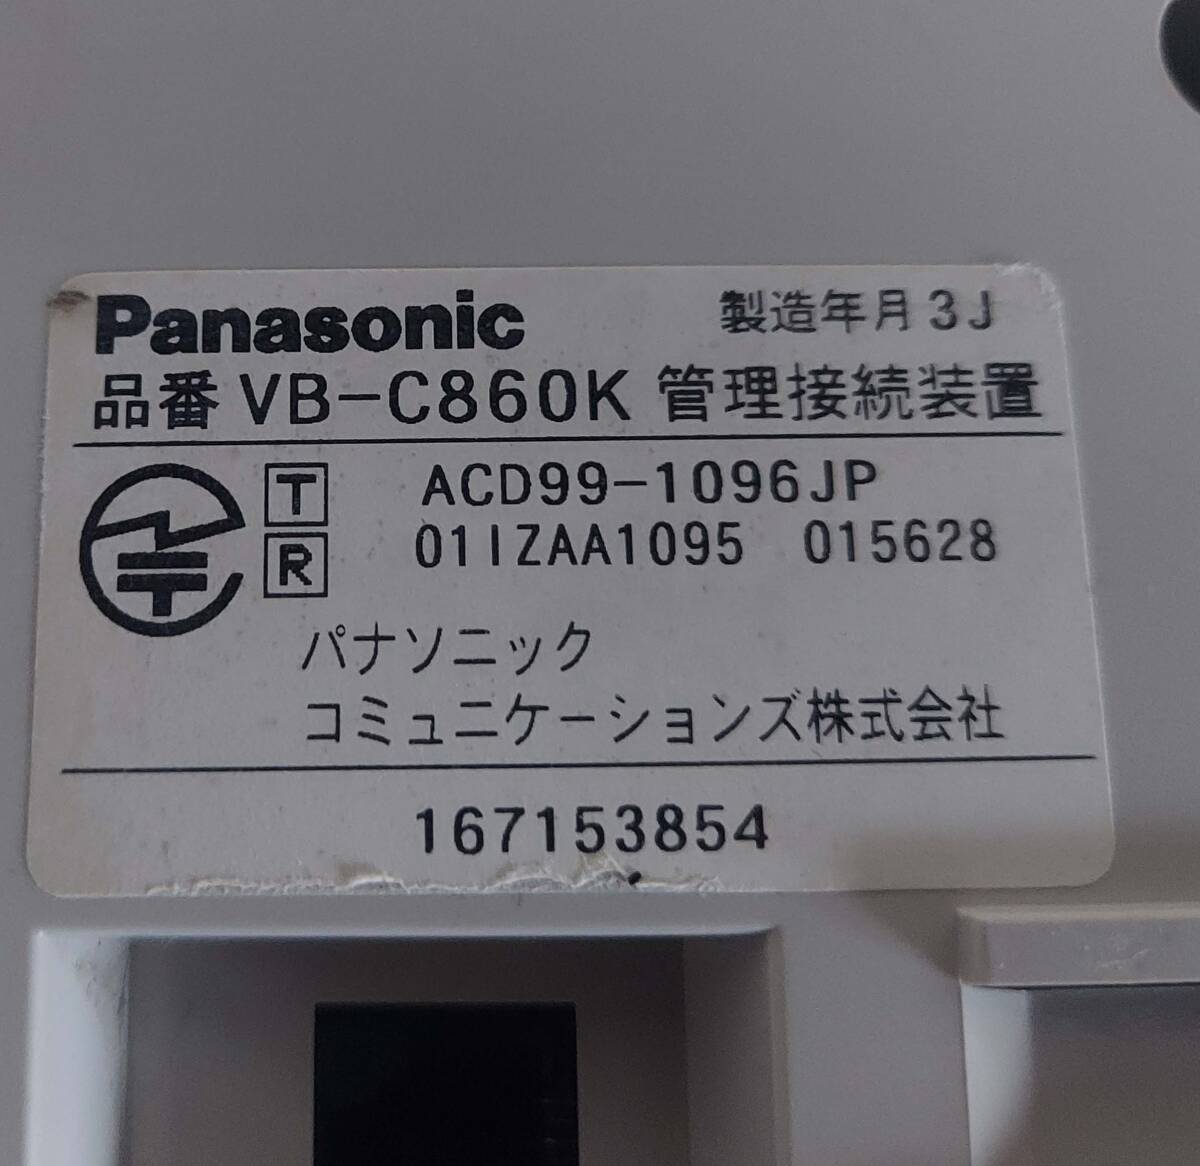 Panasonic 製造年月 3J
品番 VB-C860K 管理接続装置
T ACD99-1096JP
R 01IZAA1095 015628
パナソニック
コミュニケーションズ株式会社
167153854